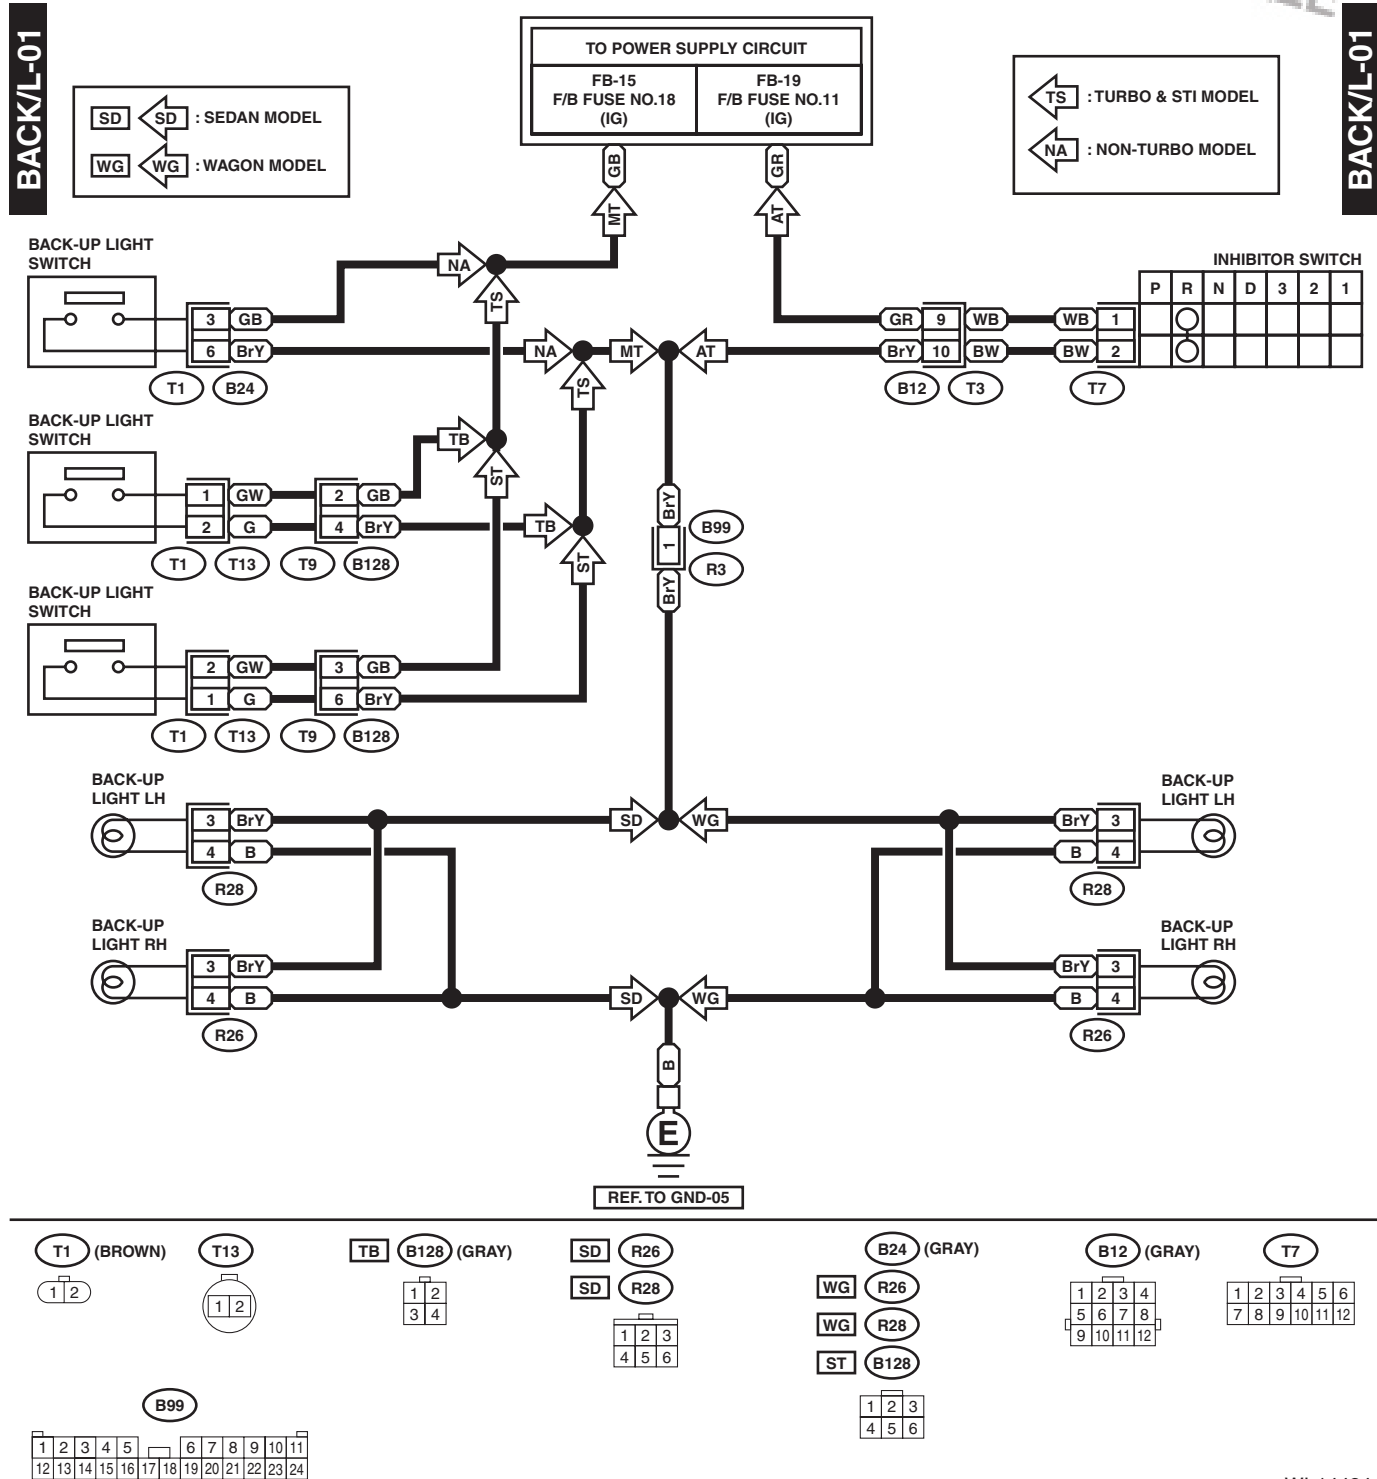 BACK/L-01
BACK/L-01
TO POWER SUPPLY CIRCUIT
FB-15
F/B FUSE NO.18
(IG)
FB-19
F/B FUSE NO.11
(IG)
SD SD : SEDAN MODEL
WG WG : WAGON MODEL
TS : TURBO & STI MODEL
NA : NON-TURBO MODEL
GB
MT
GR
AT
BACK-UP LIGHT
SWITCH
3 GB
6 BrY
T1 B24
NA
TS
NA MT AT
TS
INHIBITOR SWITCH
P R N D 3 2 1
GR 9 WB WB 1
BrY 10 BW BW 2
B12 T3 T7
BACK-UP LIGHT
SWITCH
1 GW 2 GB
2 G 4 BrY
T1 T13 T9 B128
TB
ST
TB
ST
BrY
1
BrY
B99
R3
BACK-UP LIGHT
SWITCH
2 GW 3 GB
1 G 6 BrY
T1 T13 T9 B128
BACK-UP
LIGHT LH
3 BrY
4 B
R28
SD WG
BACK-UP
LIGHT LH
BrY 3
B 4
R28
BACK-UP
LIGHT RH
3 BrY
4 B
R26
SD WG
BACK-UP
LIGHT RH
BrY 3
B 4
R26
B
E
REF. TO GND-05
T1 (BROWN)
1 2
T13
1 2
TB B128 (GRAY)
1 2
3 4
SD R26
SD R28
1 2 3
4 5 6
B24 (GRAY)
WG R26
WG R28
ST B128
1 2 3
4 5 6
B12 (GRAY)
1 2 3 4
5 6 7 8
9 10 11 12
T7
1 2 3 4 5 6
7 8 9 10 11 12
B99
1 2 3 4 5 6 7 8 9 10 11
12 13 14 15 16 17 18 19 20 21 22 23 24